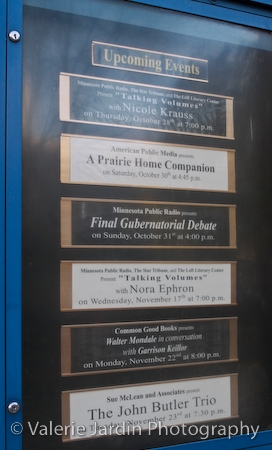 Upcoming Events
Minnesota Public Radio, The Star Tribune, and The Loft Literary Center
Present "Talking Volumes"
with Nicole Krauss
on Thursday, October 28th at 7:00 p.m.
American Public Media presents
A Prairie Home Companion
on Saturday, October 30th at 4:45 p.m.
Minnesota Public Radio presents
Final Gubernatorial Debate
on Sunday, October 31st at 4:00 p.m.
Minnesota Public Radio, The Star Tribune, and The Loft Literary Center
Present "Talking Volumes"
with Nora Ephron
on Wednesday, November 17th at 7:00 p.m.
Common Good Books presents
Walter Mondale in conversation
with Garrison Keillor
on Monday, November 22nd at 8:00 p.m.
Sue McLean and Associates present
The John Butler Trio
November 23rd at 7:30 p.m.
© Valerie Jardin Photography